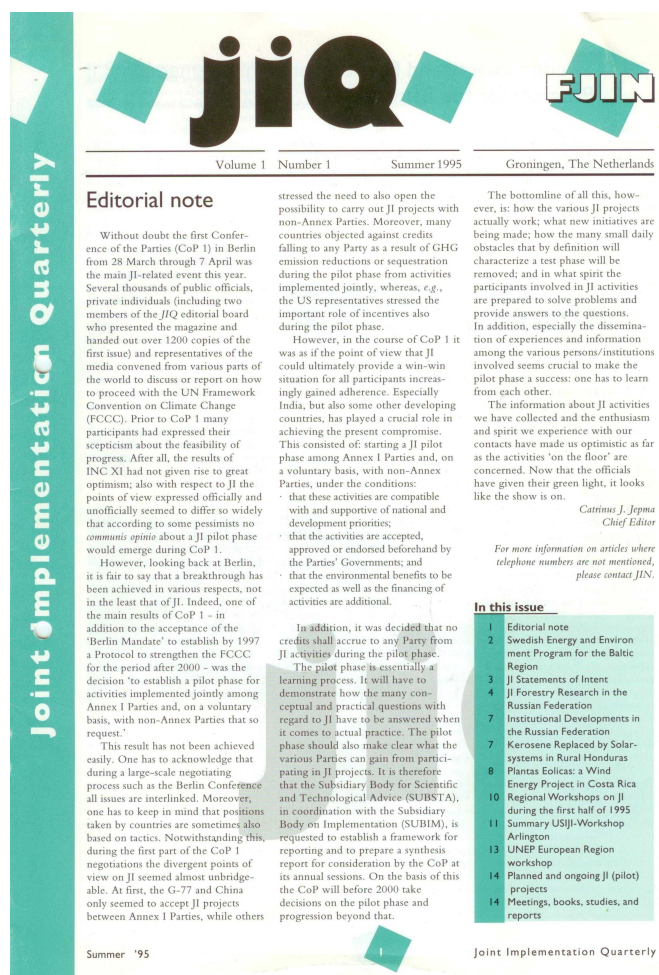 jiQ
FJIN
Volume 1 Number 1 Summer 1995
Groningen, The Netherlands
Joint Implementation Quarterly
Editorial note
Without doubt the first Confer-
ence of the Parties (CoP 1) in Berlin
from 28 March through 7 April was
the main JI-related event this year.
Several thousands of public officials,
private individuals (including two
members of the JIQ editorial board
who presented the magazine and
handed out over 1200 copies of the
first issue) and representatives of the
media convened from various parts of
the world to discuss or report on how
to proceed with the UN Framework
Convention on Climate Change
(FCCC). Prior to CoP 1 many
participants had expressed their
scepticism about the feasibility of
progress. After all, the results of
INC XI had not given rise to great
optimism; also with respect to JI the
points of view expressed officially and
unofficially seemed to differ so widely
that according to some pessimists no
communis opinio about a JI pilot phase
would emerge during CoP 1.
However, looking back at Berlin,
it is fair to say that a breakthrough has
been achieved in various respects, not
in the least that of JI. Indeed, one of
the main results of CoP 1 - in
addition to the acceptance of the
'Berlin Mandate' to establish by 1997
a Protocol to strengthen the FCCC
for the period after 2000 - was the
decision 'to establish a pilot phase for
activities implemented jointly among
Annex I Parties and, on a voluntary
basis, with non-Annex Parties that so
request.'
This result has not been achieved
easily. One has to acknowledge that
during a large-scale negotiating
process such as the Berlin Conference
all issues are interlinked. Moreover,
one has to keep in mind that positions
taken by countries are sometimes also
based on tactics. Notwithstanding this,
during the first part of the CoP 1
negotiations the divergent points of
view on JI seemed almost unbridge-
able. At first, the G-77 and China
only seemed to accept JI projects
between Annex I Parties, while others
stressed the need to also open the
possibility to carry out JI projects with
non-Annex Parties. Moreover, many
countries objected against credits
falling to any Party as a result of GHG
emission reductions or sequestration
during the pilot phase from activities
implemented jointly, whereas, e.g.,
the US representatives stressed the
important role of incentives also
during the pilot phase.
However, in the course of CoP 1 it
was as if the point of view that JI
could ultimately provide a win-win
situation for all participants increas-
ingly gained adherence. Especially
India, but also some other developing
countries, has played a crucial role in
achieving the present compromise.
This consisted of: starting a JI pilot
phase among Annex I Parties and, on
a voluntary basis, with non-Annex
Parties, under the conditions:
· that these activities are compatible
with and supportive of national and
development priorities;
· that the activities are accepted,
approved or endorsed beforehand by
the Parties' Governments; and
· that the environmental benefits to be
expected as well as the financing of
activities are additional.
In addition, it was decided that no
credits shall accrue to any Party from
JI activities during the pilot phase.
The pilot phase is essentially a
learning process. It will have to
demonstrate how the many con-
ceptual and practical questions with
regard to JI have to be answered when
it comes to actual practice. The pilot
phase should also make clear what the
various Parties can gain from partici-
pating in JI projects. It is therefore
that the Subsidiary Body for Scientific
and Technological Advice (SUBSTA),
in coordination with the Subsidiary
Body on Implementation (SUBIM), is
requested to establish a framework for
reporting and to prepare a synthesis
report for consideration by the CoP at
its annual sessions. On the basis of this
the CoP will before 2000 take
decisions on the pilot phase and
progression beyond that.
The bottomline of all this, how-
ever, is: how the various JI projects
actually work; what new initiatives are
being made; how the many small daily
obstacles that by definition will
characterize a test phase will be
removed; and in what spirit the
participants involved in JI activities
are prepared to solve problems and
provide answers to the questions.
In addition, especially the dissemina-
tion of experiences and information
among the various persons/institutions
involved seems crucial to make the
pilot phase a success: one has to learn
from each other.
The information about JI activities
we have collected and the enthusiasm
and spirit we experience with our
contacts have made us optimistic as far
as the activities 'on the floor' are
concerned. Now that the officials
have given their green light, it looks
like the show is on.
Catrinus J. Jepma
Chief Editor
For more information on articles where
telephone numbers are not mentioned,
please contact JIN.
In this issue
1 Editorial note
2 Swedish Energy and Environ
ment Program for the Baltic
Region
3 JI Statements of Intent
4 JI Forestry Research in the
Russian Federation
7 Institutional Developments in
the Russian Federation
7 Kerosene Replaced by Solar-
systems in Rural Honduras
8 Plantas Eolicas: a Wind
Energy Project in Costa Rica
10 Regional Workshops on JI
during the first half of 1995
11 Summary USIJI-Workshop
Arlington
13 UNEP European Region
workshop
14 Planned and ongoing JI (pilot)
projects
14 Meetings, books, studies, and
reports
Summer '95
1
Joint Implementation Quarterly